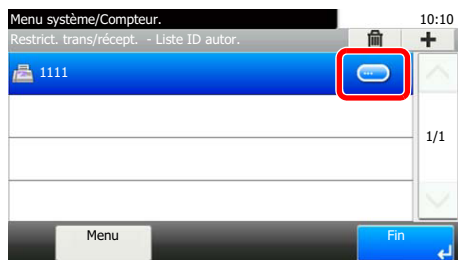 Menu système/Compteur.
10:10
Restrict. trans/récept. - Liste ID autor.
1111
1/1
Menu
Fin